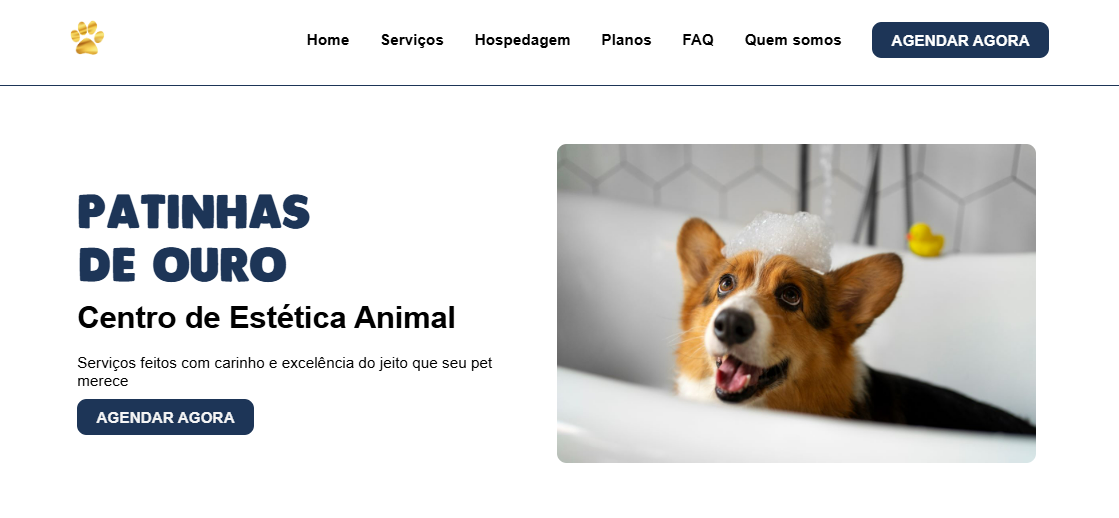 Home Serviços Hospedagem Planos FAQ Quem somos AGENDAR AGORA
PATINHAS
DE OURO
Centro de Estética Animal
Serviços feitos com carinho e excelência do jeito que seu pet
merece
AGENDAR AGORA